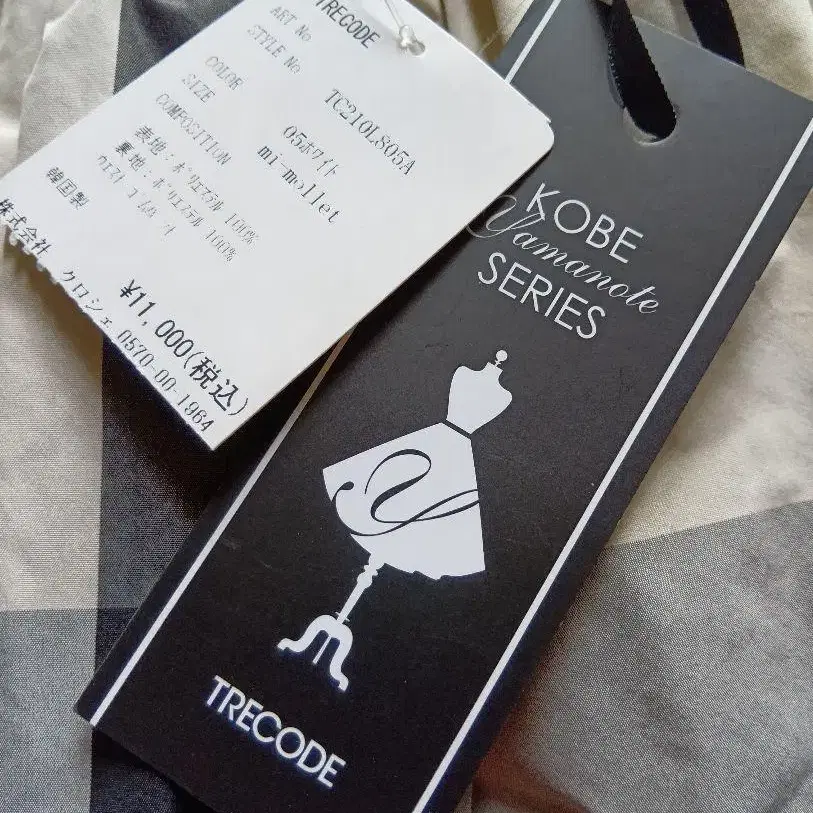 TRECODE
ART No
STYLE No TC210L805A
COLOR 05ホワイト
SIZE mi-mollet
COMPOSITION
表地：ポリエステル 100%
裏地：ポリエステル 100%
韓国製
¥11,000(税込)
株式会社 クロシェ 0570-00-1964
KOBE
Yamanote
SERIES
Y
TRECODE